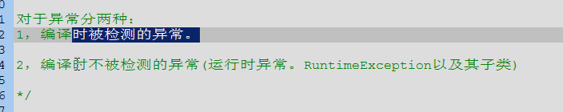 对于异常分两种：
1，编译时被检测的异常。
2，编译时不被检测的异常(运行时异常。RuntimeException以及其子类)
*/